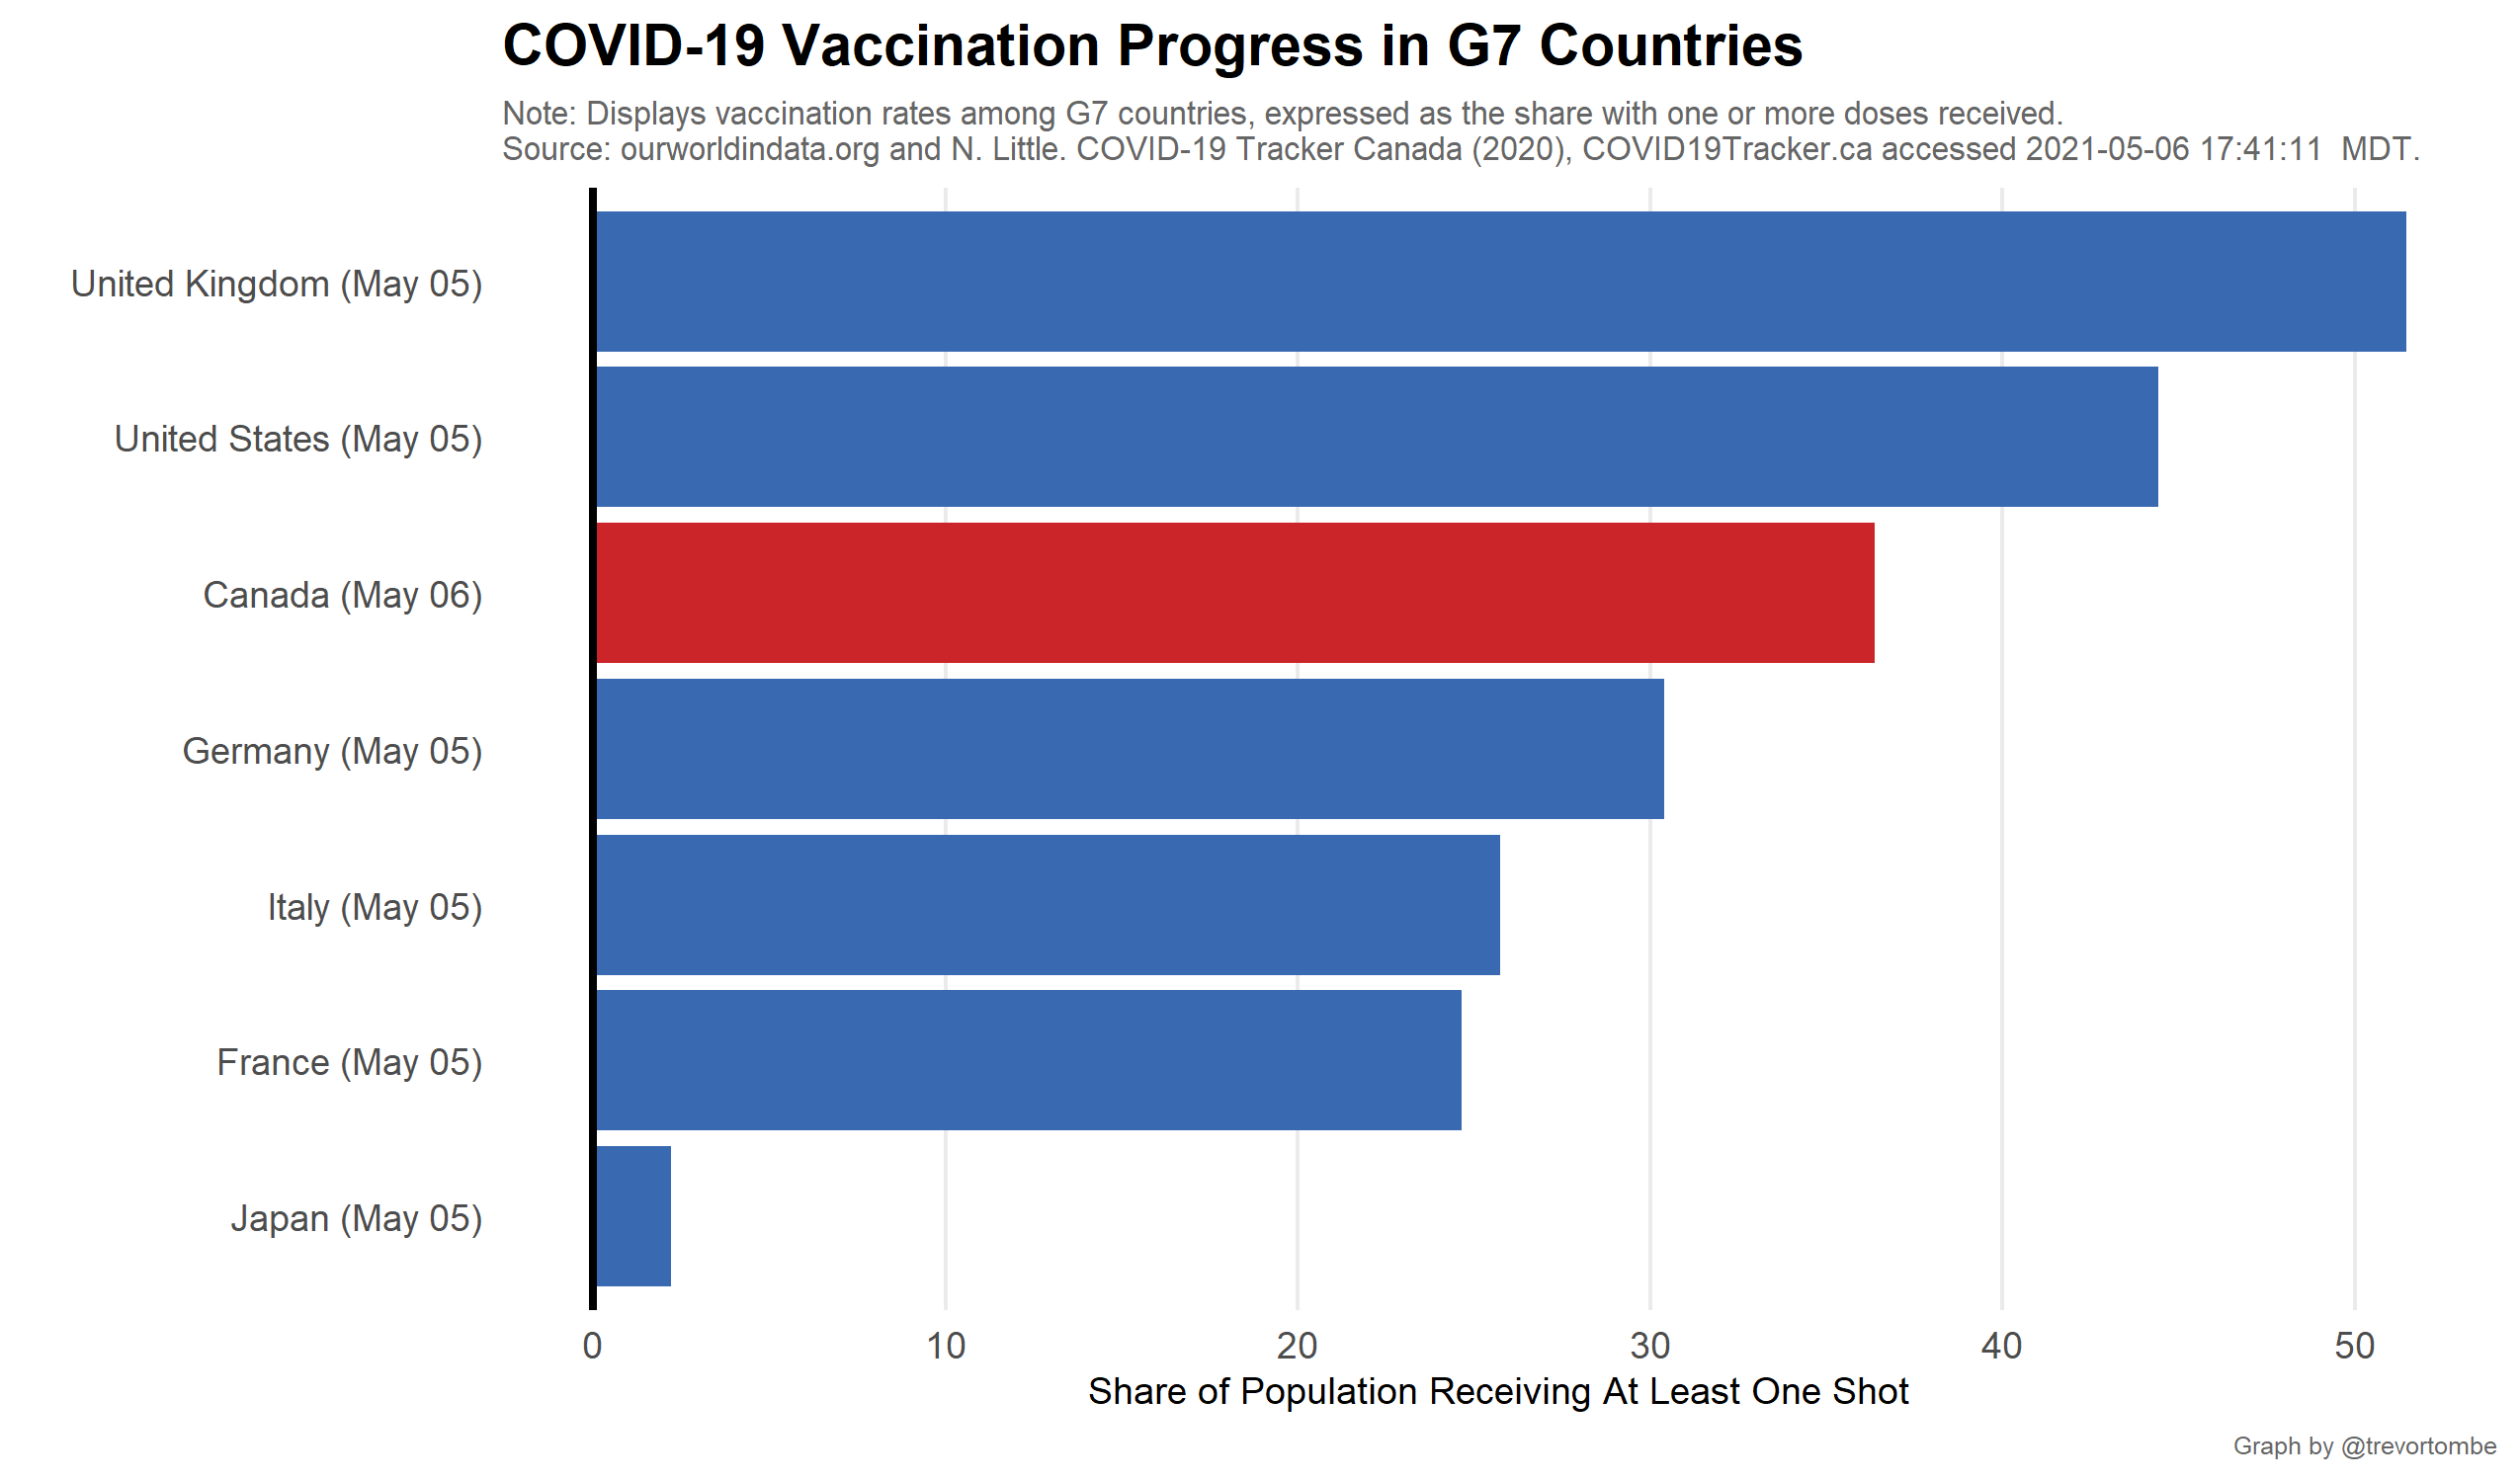 COVID-19 Vaccination Progress in G7 Countries
Note: Displays vaccination rates among G7 countries, expressed as the share with one or more doses received.
Source: ourworldindata.org and N. Little. COVID-19 Tracker Canada (2020), COVID19Tracker.ca accessed 2021-05-06 17:41:11  MDT.
United Kingdom (May 05)
United States (May 05)
Canada (May 06)
Germany (May 05)
Italy (May 05)
France (May 05)
Japan (May 05)
0 10 20 30 40 50
Share of Population Receiving At Least One Shot
Graph by @trevortombe